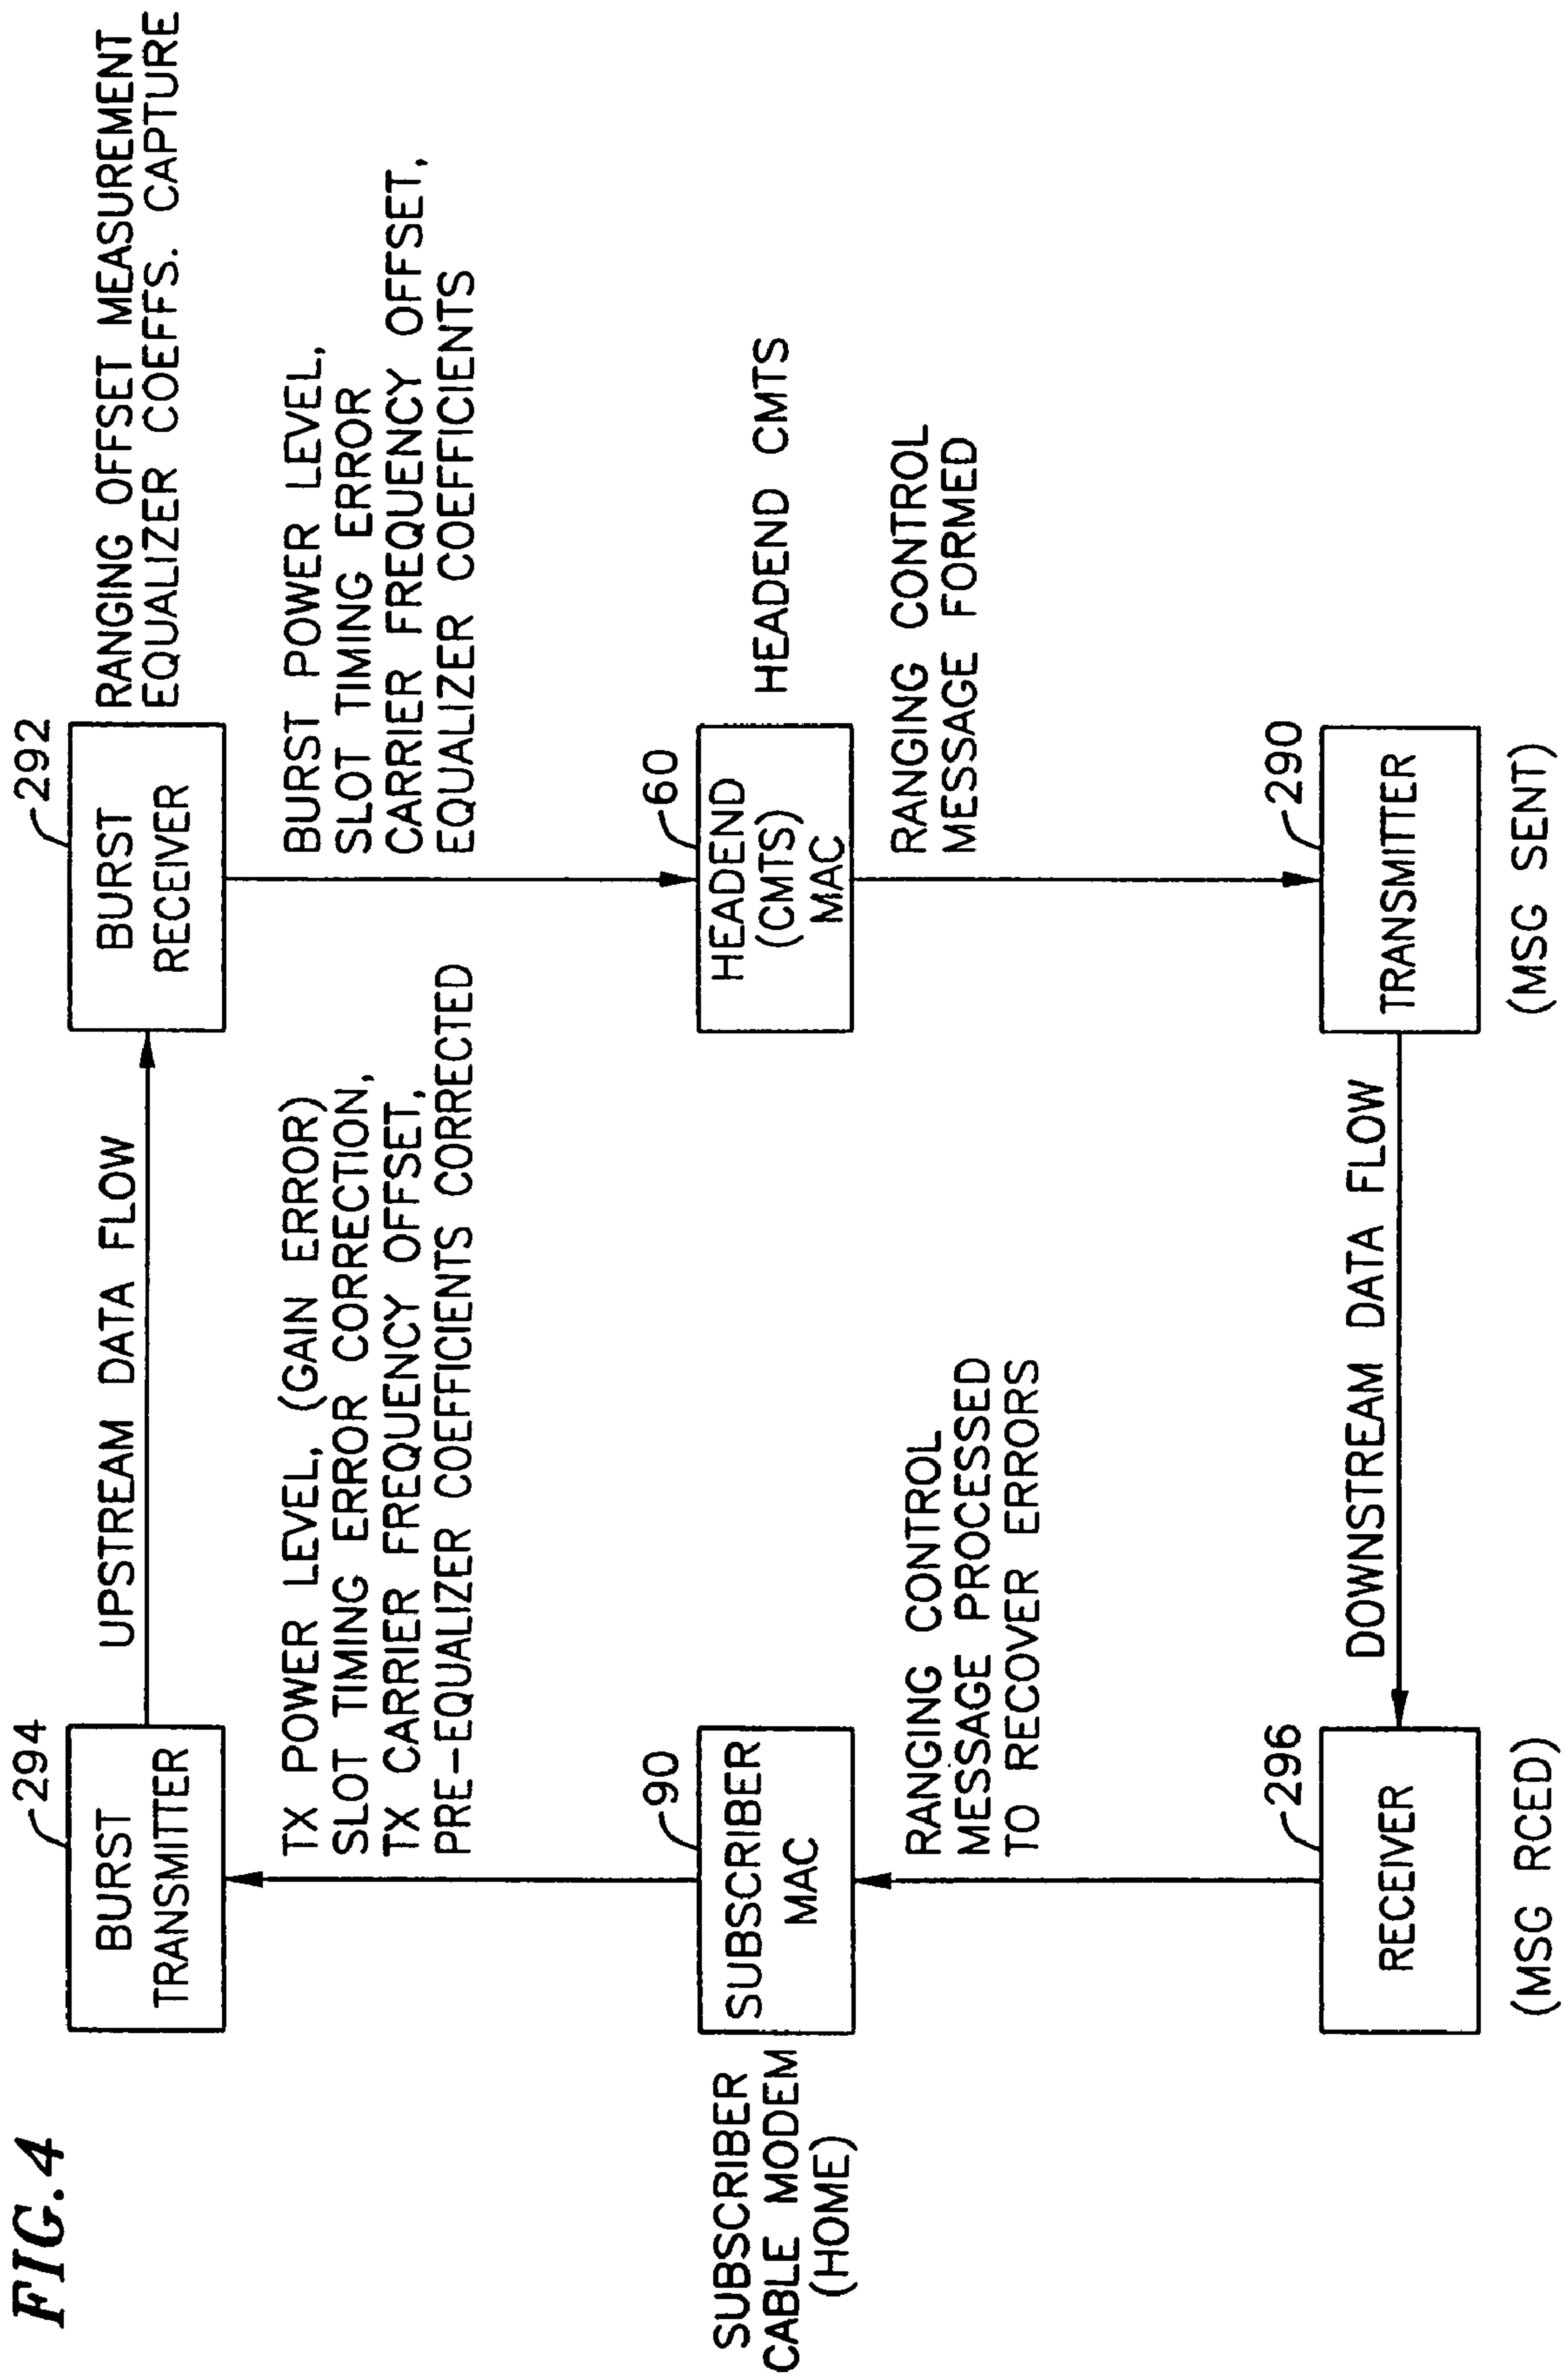 FIG.4
294
BURST
TRANSMITTER
UPSTREAM DATA FLOW
292
BURST
RECEIVER
RANGING OFFSET MEASUREMENT
EQUALIZER COEFFS. CAPTURE
TX POWER LEVEL, (GAIN ERROR)
SLOT TIMING ERROR CORRECTION,
TX CARRIER FREQUENCY OFFSET,
PRE-EQUALIZER COEFFICIENTS CORRECTED
BURST POWER LEVEL,
SLOT TIMING ERROR
CARRIER FREQUENCY OFFSET,
EQUALIZER COEFFICIENTS
SUBSCRIBER
CABLE MODEM
(HOME)
90
SUBSCRIBER
MAC
60
HEADEND
(CMTS)
MAC
HEADEND CMTS
RANGING CONTROL
MESSAGE PROCESSED
TO RECOVER ERRORS
RANGING CONTROL
MESSAGE FORMED
296
RECEIVER
(MSG RCED)
DOWNSTREAM DATA FLOW
290
TRANSMITTER
(MSG SENT)